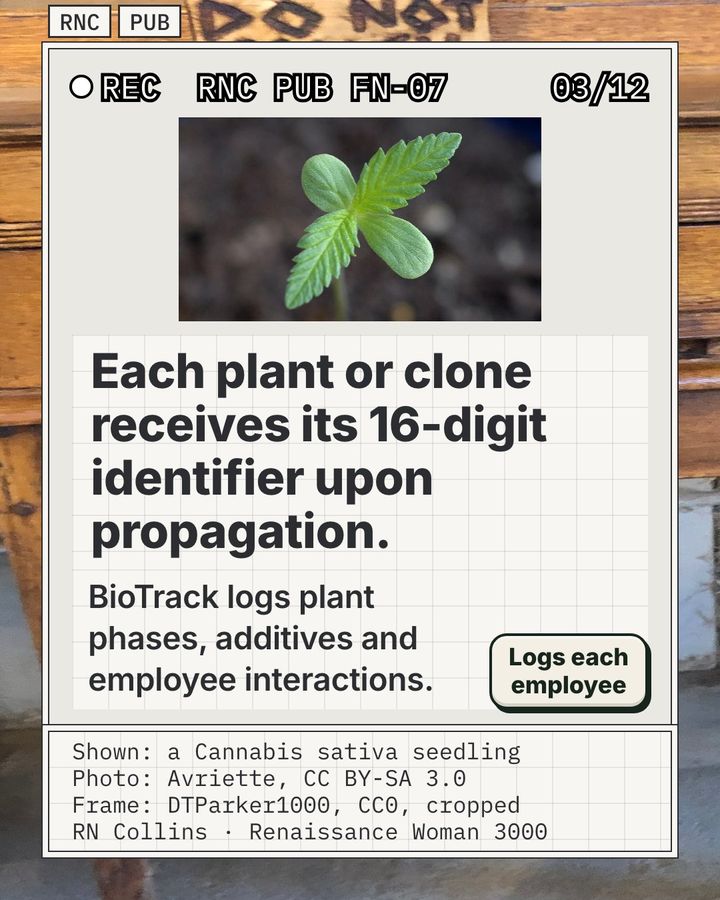 RNC PUB
DO NOT
REC RNC PUB FN-07 03/12
Each plant or clone
receives its 16-digit
identifier upon
propagation.
BioTrack logs plant
phases, additives and
employee interactions.
Logs each
employee
Shown: a Cannabis sativa seedling
Photo: Avriette, CC BY-SA 3.0
Frame: DTParker1000, CC0, cropped
RN Collins · Renaissance Woman 3000